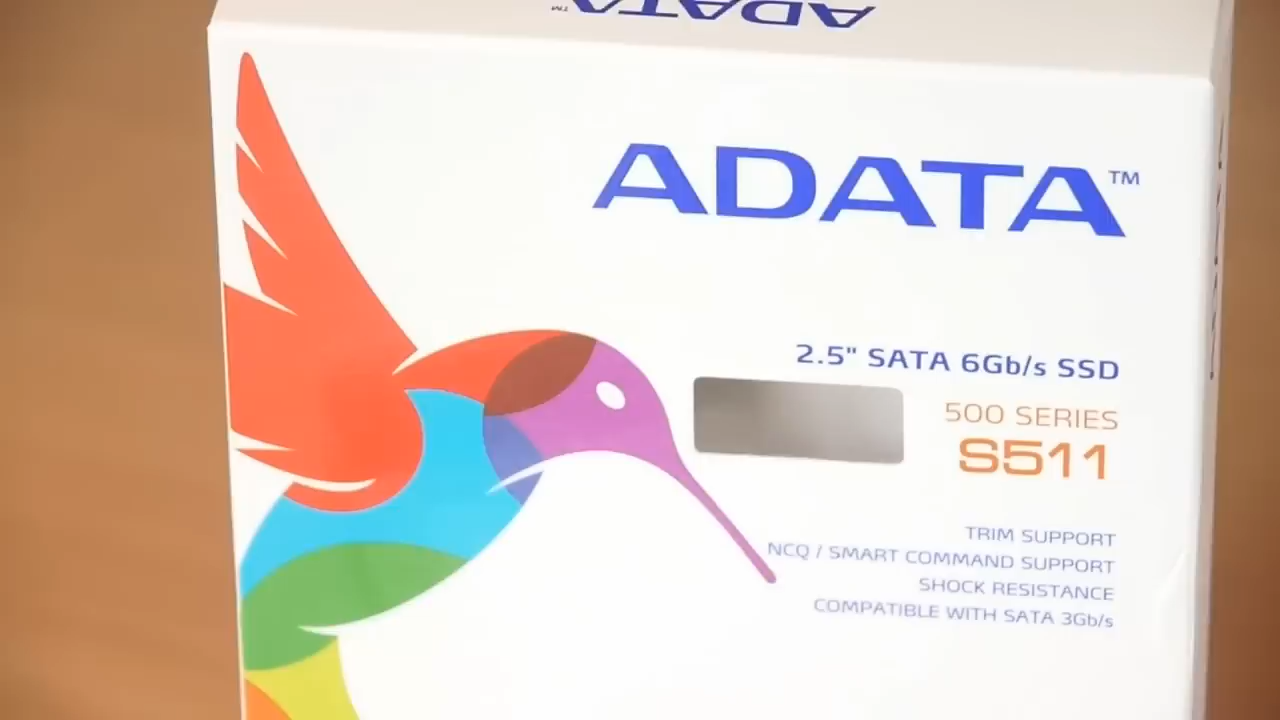 ADATA™
ADATA™
2.5" SATA 6Gb/s SSD
500 SERIES
S511
TRIM SUPPORT
NCQ / SMART COMMAND SUPPORT
SHOCK RESISTANCE
COMPATIBLE WITH SATA 3Gb/s